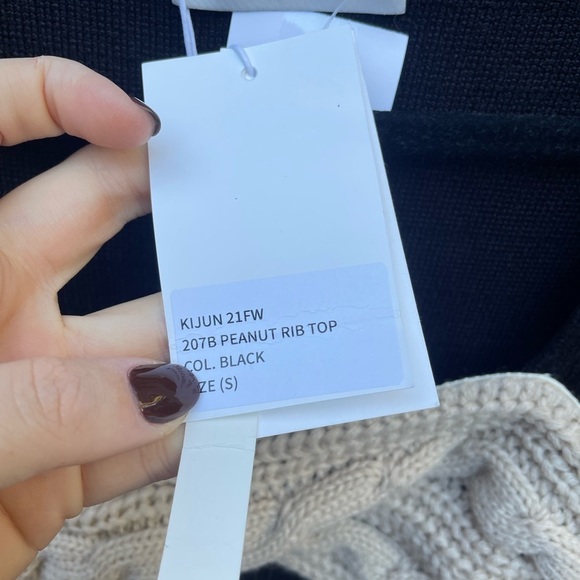 KIJUN 21FW
207B PEANUT RIB TOP
COL. BLACK
ZE (S)